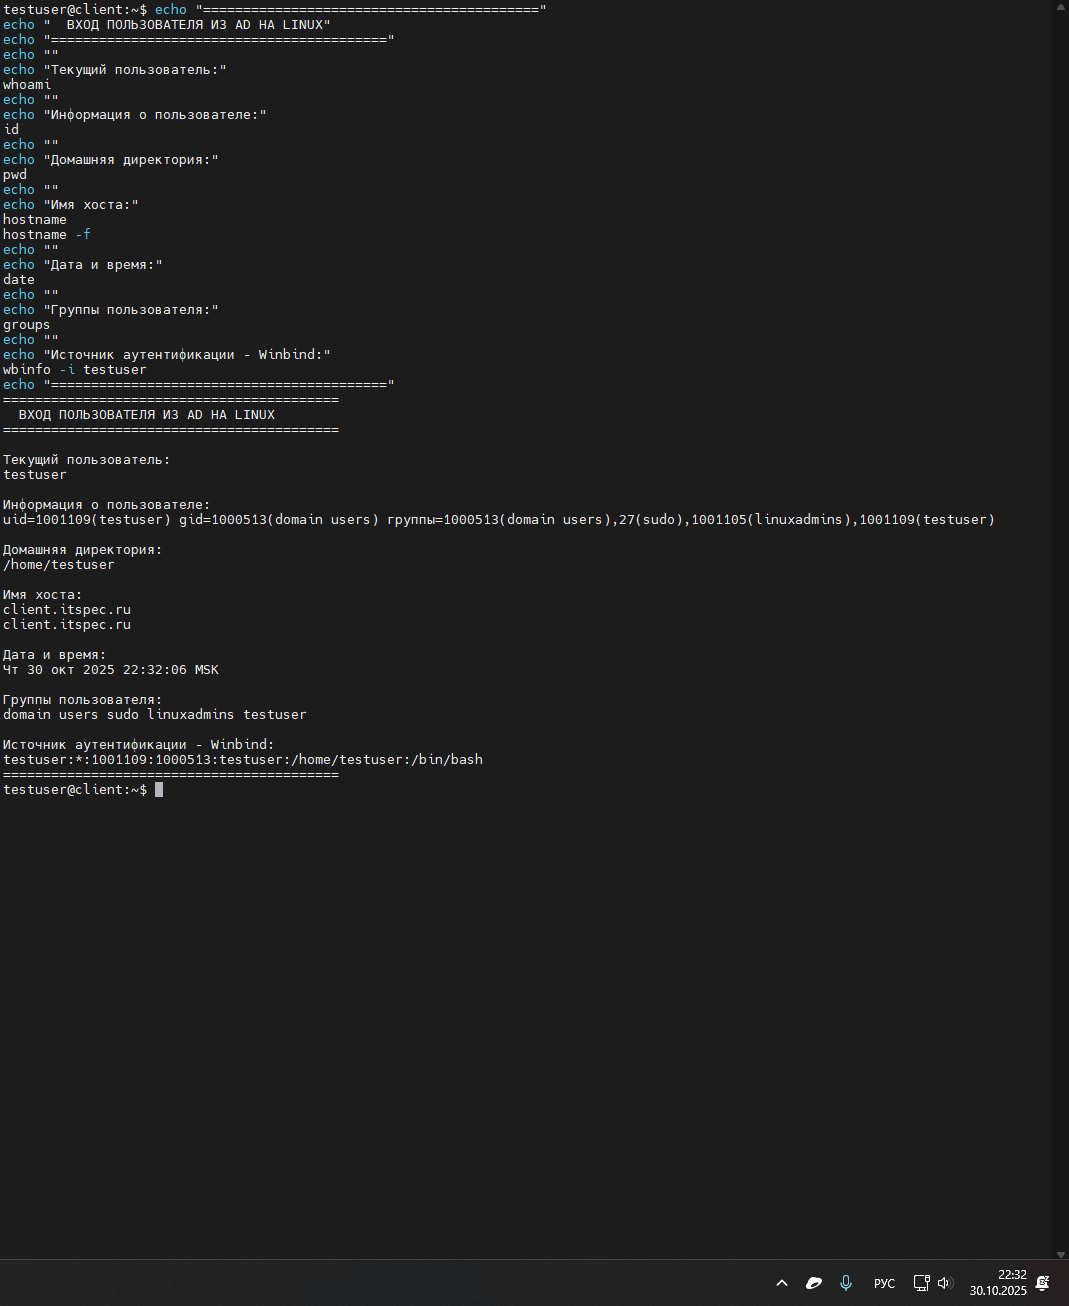 testuser@client:~$ echo "=========================================="
echo "  ВХОД ПОЛЬЗОВАТЕЛЯ ИЗ AD НА LINUX"
echo "=========================================="
echo ""
echo "Текущий пользователь:"
whoami
echo ""
echo "Информация о пользователе:"
id
echo ""
echo "Домашняя директория:"
pwd
echo ""
echo "Имя хоста:"
hostname
hostname -f
echo ""
echo "Дата и время:"
date
echo ""
echo "Группы пользователя:"
groups
echo ""
echo "Источник аутентификации - Winbind:"
wbinfo -i testuser
echo "=========================================="
==========================================
  ВХОД ПОЛЬЗОВАТЕЛЯ ИЗ AD НА LINUX
==========================================

Текущий пользователь:
testuser

Информация о пользователе:
uid=1001109(testuser) gid=1000513(domain users) группы=1000513(domain users),27(sudo),1001105(linuxadmins),1001109(testuser)

Домашняя директория:
/home/testuser

Имя хоста:
client.itspec.ru
client.itspec.ru

Дата и время:
Чт 30 окт 2025 22:32:06 MSK

Группы пользователя:
domain users sudo linuxadmins testuser

Источник аутентификации - Winbind:
testuser:*:1001109:1000513:testuser:/home/testuser:/bin/bash
==========================================
testuser@client:~$
РУС
22:32
30.10.2025